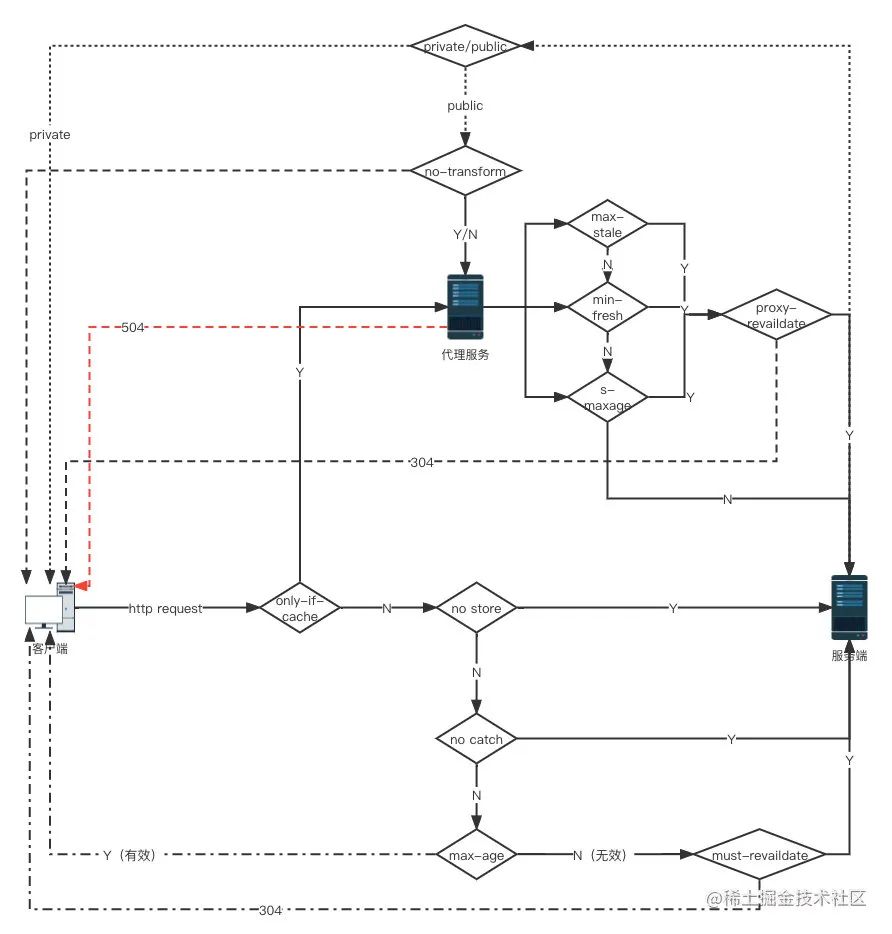 private/public
public
private
no-transform
Y/N
max-
stale
N
Y
min-
fresh
Y
proxy-
revaildate
504
代理服务
N
Y
s-
maxage
Y
Y
304
N
http request
only-if-
cache
N
no store
Y
客户端
服务端
N
no catch
Y
Y
N
Y（有效）
max-age
N（无效）
must-revaildate
@稀土掘金技术社区
304